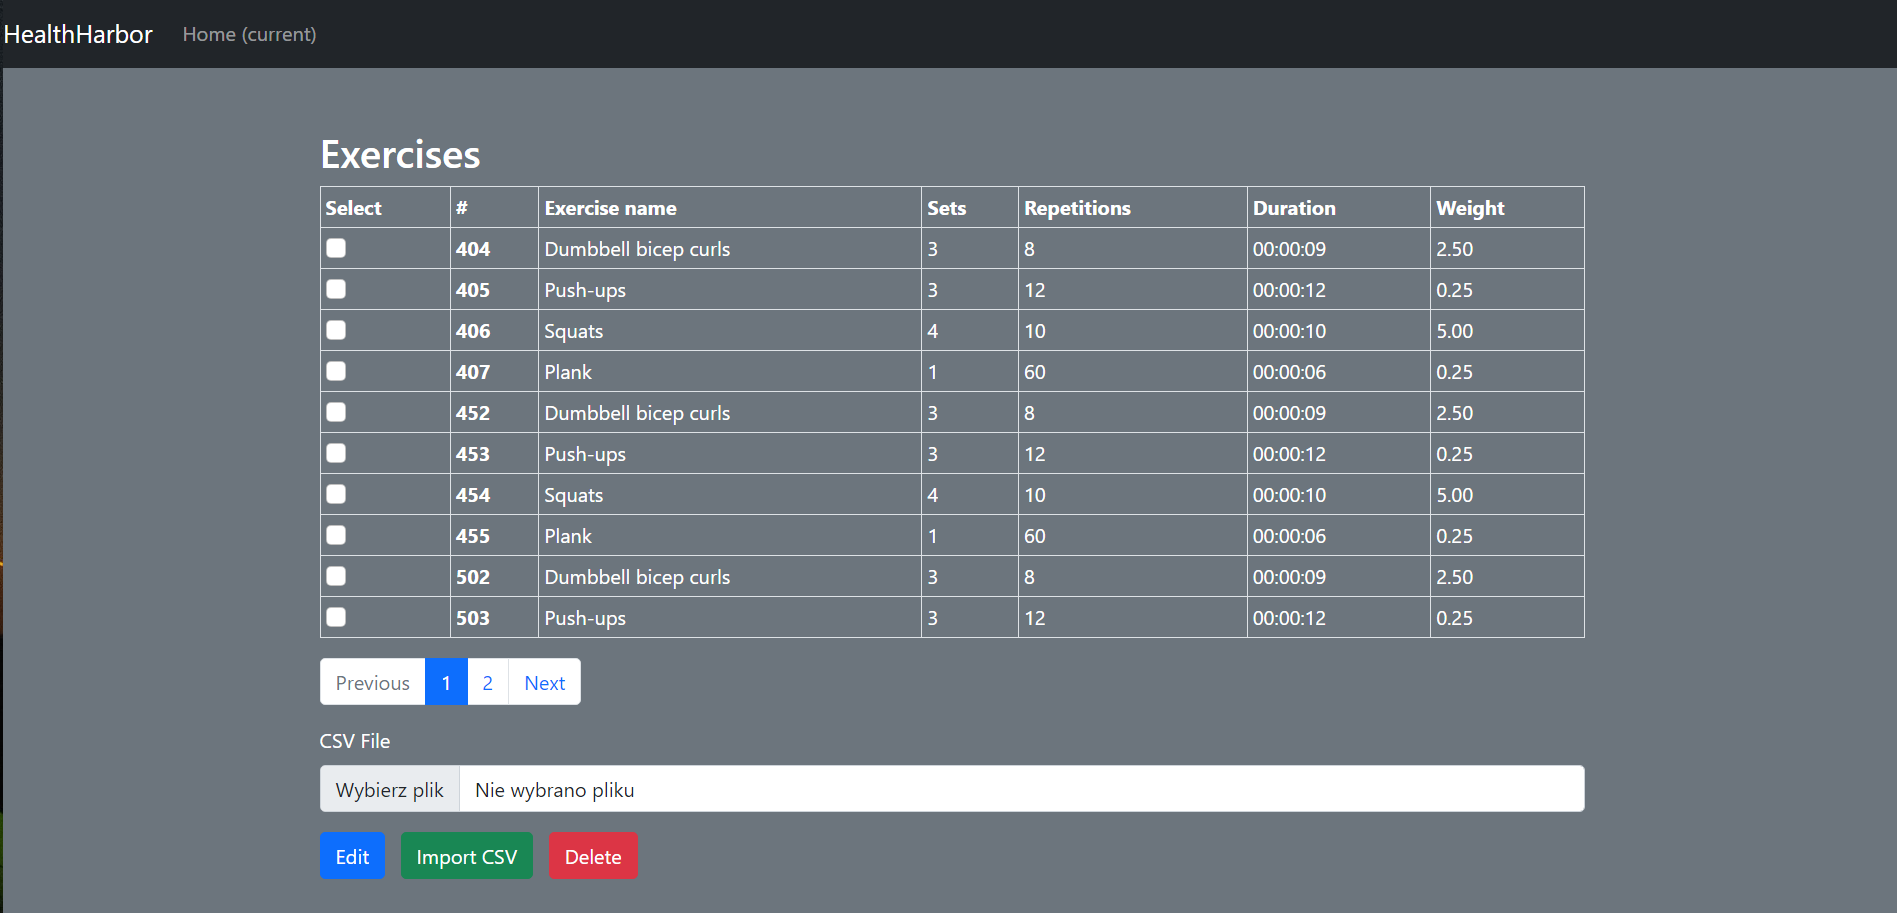 HealthHarbor Home (current)
Exercises
Select # Exercise name Sets Repetitions Duration Weight
404 Dumbbell bicep curls 3 8 00:00:09 2.50
405 Push-ups 3 12 00:00:12 0.25
406 Squats 4 10 00:00:10 5.00
407 Plank 1 60 00:00:06 0.25
452 Dumbbell bicep curls 3 8 00:00:09 2.50
453 Push-ups 3 12 00:00:12 0.25
454 Squats 4 10 00:00:10 5.00
455 Plank 1 60 00:00:06 0.25
502 Dumbbell bicep curls 3 8 00:00:09 2.50
503 Push-ups 3 12 00:00:12 0.25
Previous 1 2 Next
CSV File
Wybierz plik Nie wybrano pliku
Edit Import CSV Delete